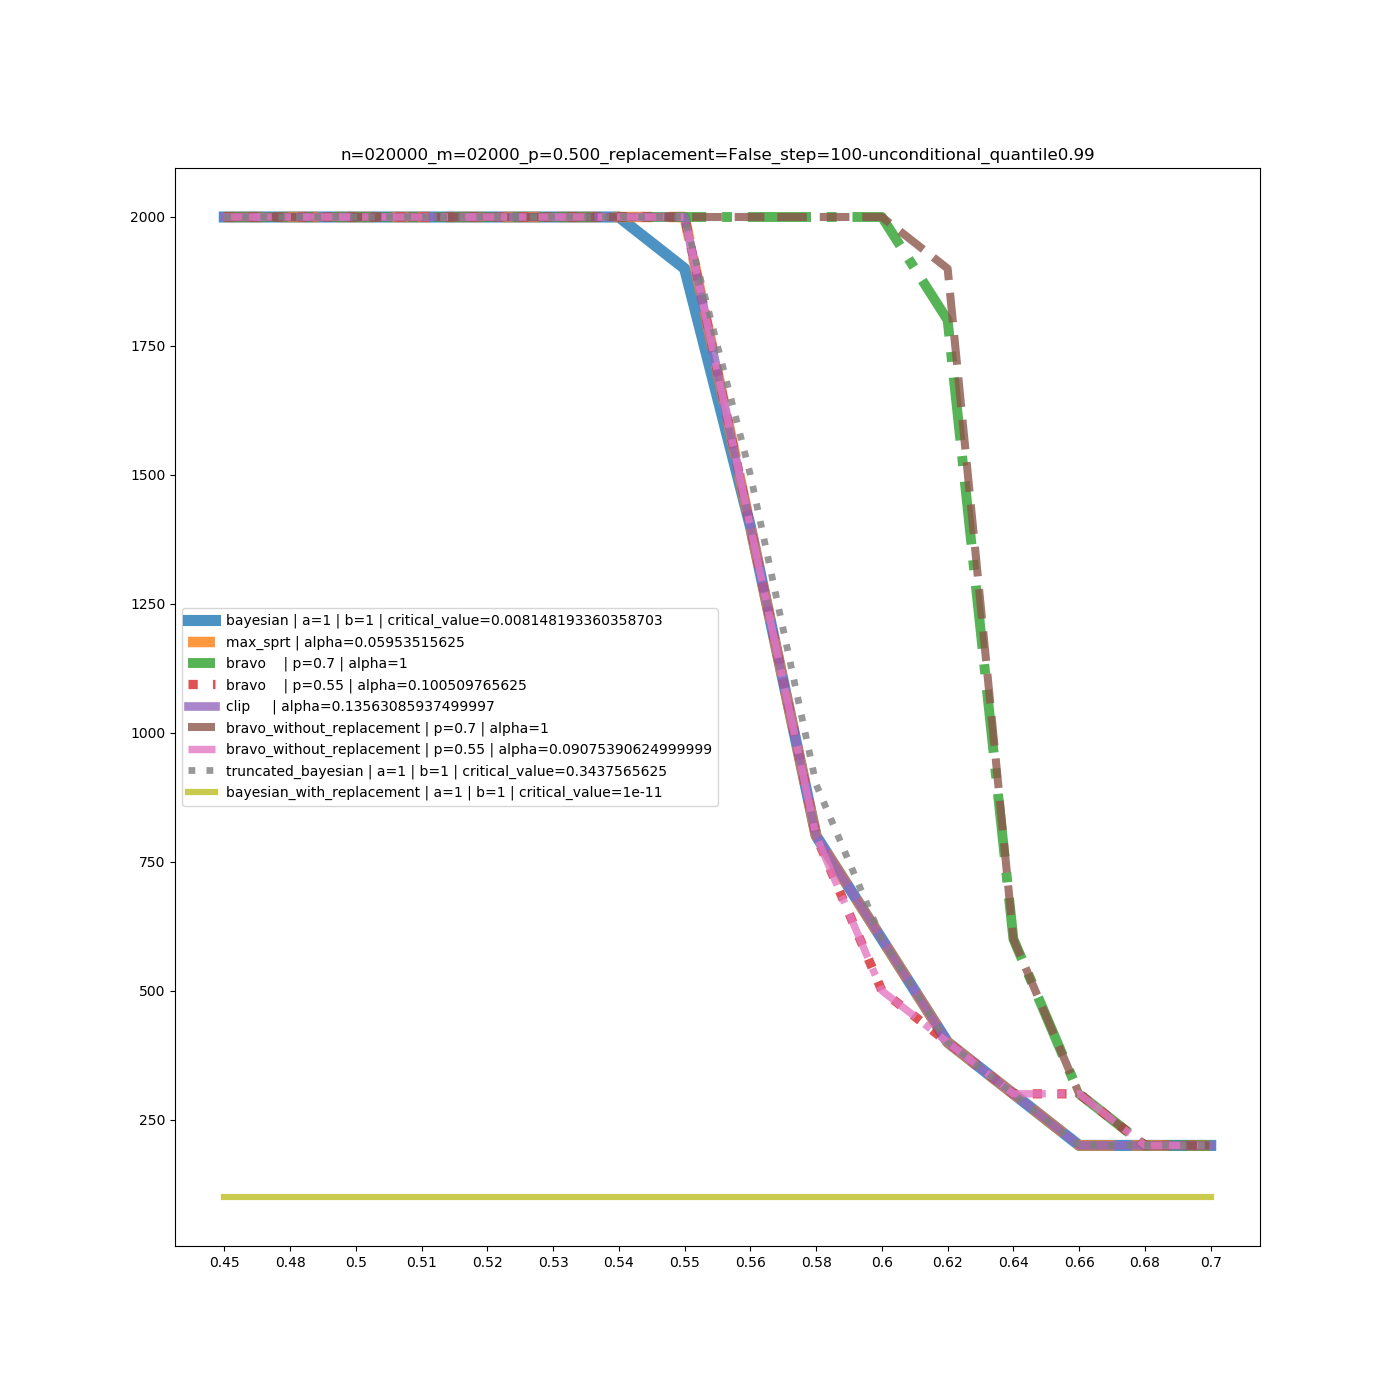 n=020000_m=02000_p=0.500_replacement=False_step=100-unconditional_quantile0.99
2000
1750
1500
1250
1000
750
500
250
bayesian | a=1 | b=1 | critical_value=0.008148193360358703
max_sprt | alpha=0.05953515625
bravo    | p=0.7 | alpha=1
bravo    | p=0.55 | alpha=0.100509765625
clip     | alpha=0.13563085937499997
bravo_without_replacement | p=0.7 | alpha=1
bravo_without_replacement | p=0.55 | alpha=0.09075390624999999
truncated_bayesian | a=1 | b=1 | critical_value=0.3437565625
bayesian_with_replacement | a=1 | b=1 | critical_value=1e-11
0.45 0.48 0.5 0.51 0.52 0.53 0.54 0.55 0.56 0.58 0.6 0.62 0.64 0.66 0.68 0.7